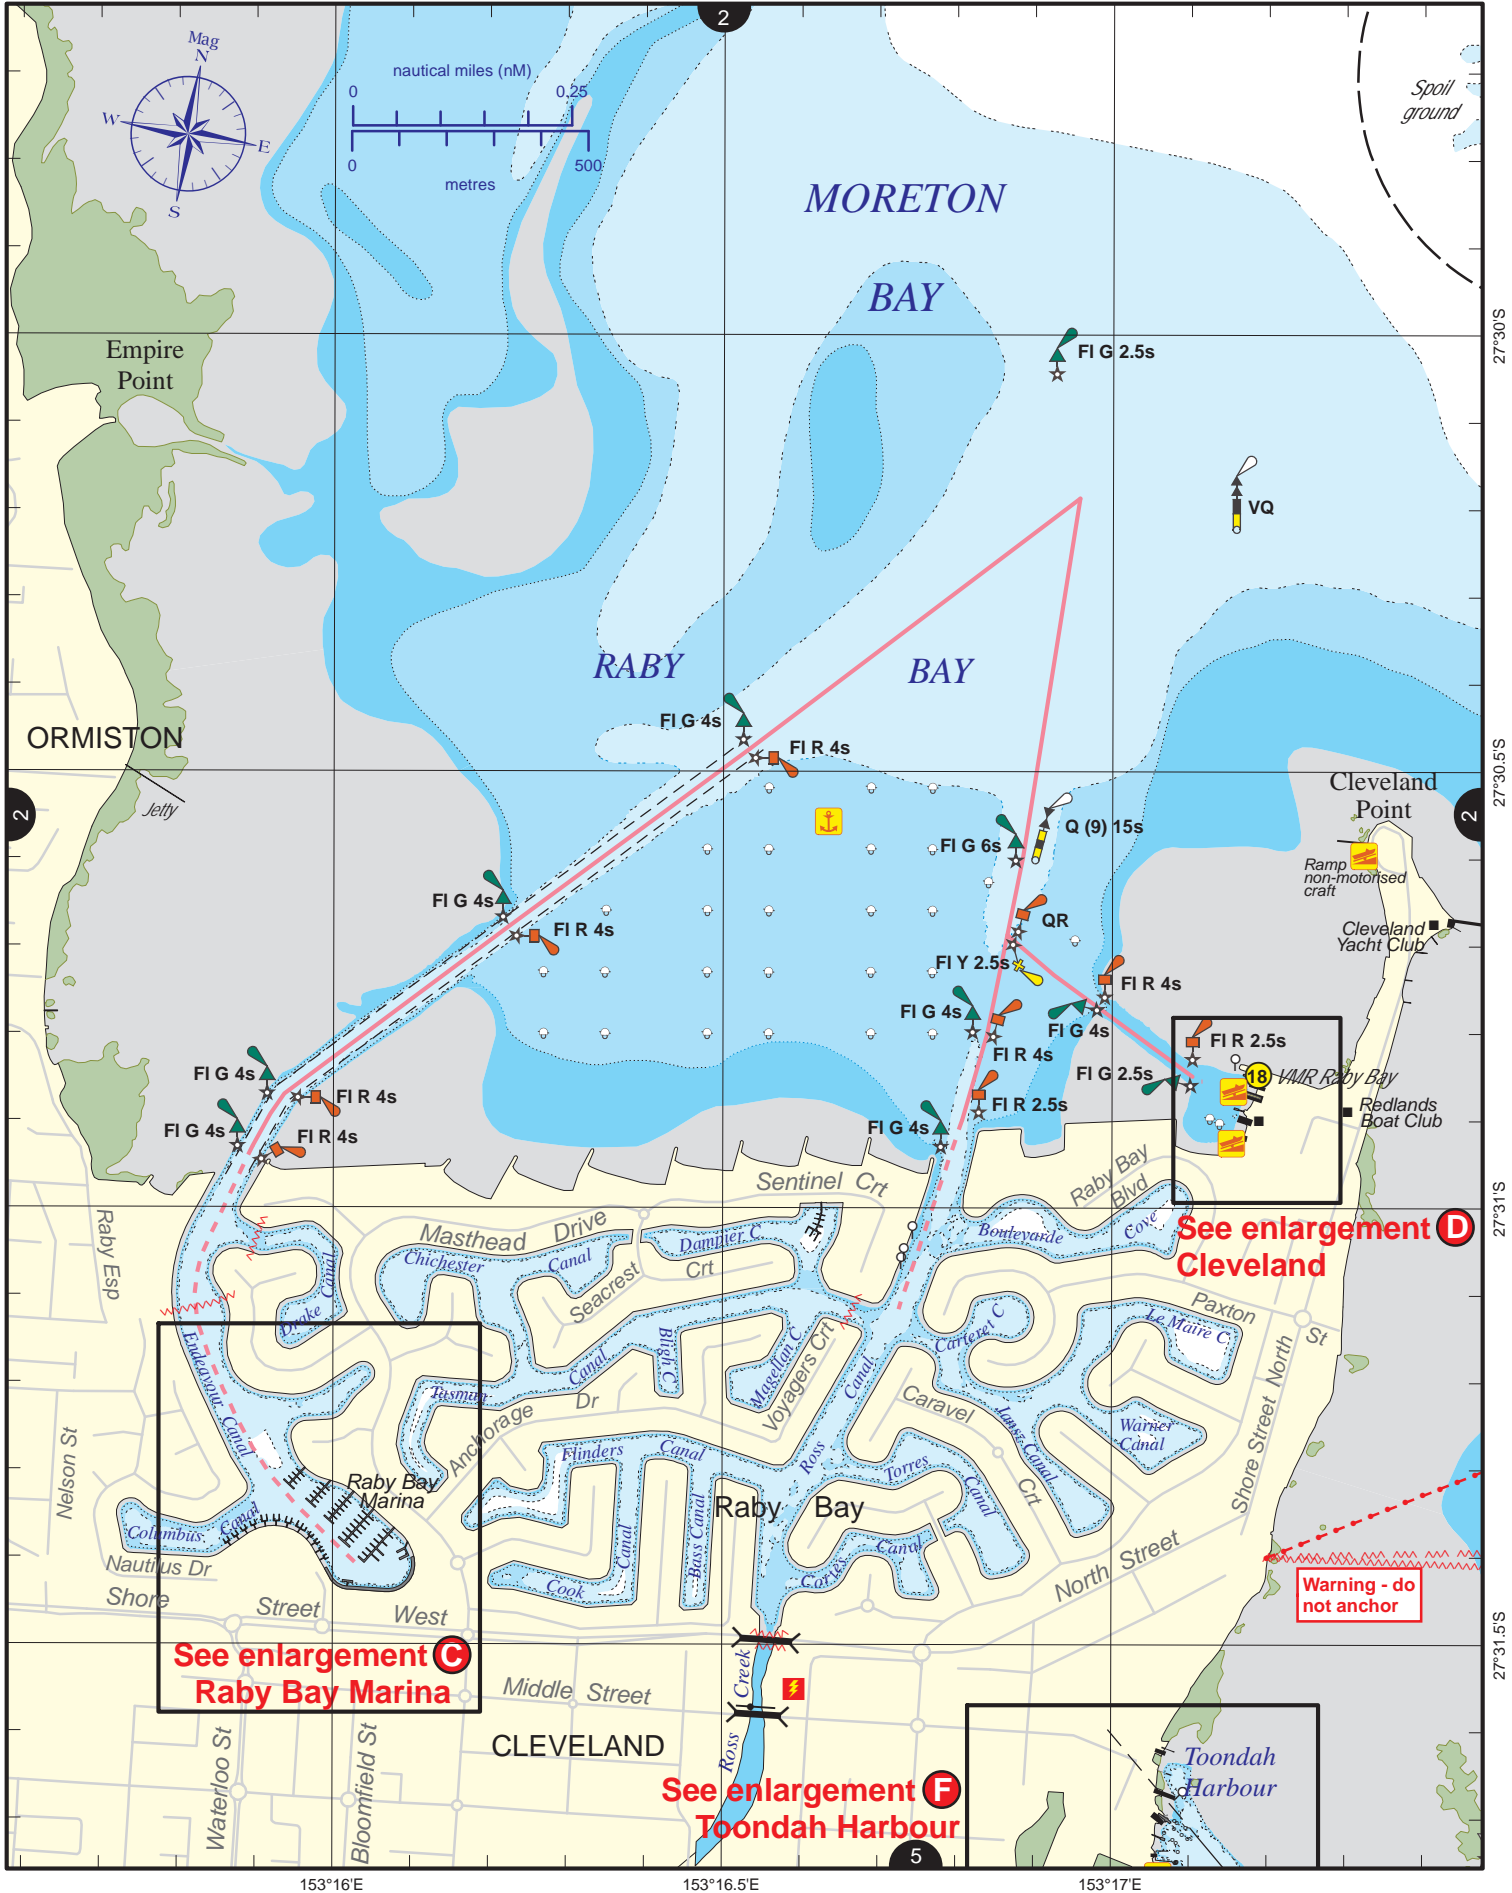 2
Mag
N
W
E
S
nautical miles (nM)
0
0.25
0
500
metres
Spoil
ground
MORETON
BAY
27°30'S
Empire
Point
Fl G 2.5s
VQ
RABY
BAY
Fl G 4s
Fl R 4s
ORMISTON
Jetty
27°30.5'S
Cleveland
Point
2
2
Q (9) 15s
Fl G 6s
Ramp
non-motorised
craft
Fl G 4s
Fl R 4s
QR
Cleveland
Yacht Club
Fl Y 2.5s
Fl R 4s
Fl G 4s
Fl G 4s
Fl R 4s
Fl R 2.5s
Fl G 4s
Fl R 4s
Fl G 2.5s
18
VMR Raby Bay
Fl R 2.5s
Redlands
Boat Club
Fl G 4s
Fl R 4s
Fl G 4s
Sentinel Crt
Raby Bay
Blvd
27°31'S
Raby Esp
Masthead Drive
Dampier C
Boulevarde
Cove
See enlargement D
Cleveland
Chichester
Canal
Crt
Seacrest
Drake Canal
Paxton
St
Le Maire C
Endeavour Canal
Bligh C
Magellan C
Voyagers Crt
Carteret C
Canal
Tasman
Canal
Dr
Anchorage
Caravel
Crt
Jansz Canal
Warner
Canal
Shore Street North
Nelson St
Flinders
Canal
Ross
Torres
Canal
Raby Bay
Marina
Raby Bay
Columbus
Canal
Canal
Bass Canal
Nautilus Dr
Cook
Cortes
Canal
North Street
Warning - do
not anchor
Shore
Street
West
27°31.5'S
See enlargement C
Raby Bay Marina
Middle Street
Ross Creek
CLEVELAND
Waterloo St
Bloomfield St
See enlargement F
Toondah Harbour
Toondah
Harbour
5
153°16'E
153°16.5'E
153°17'E